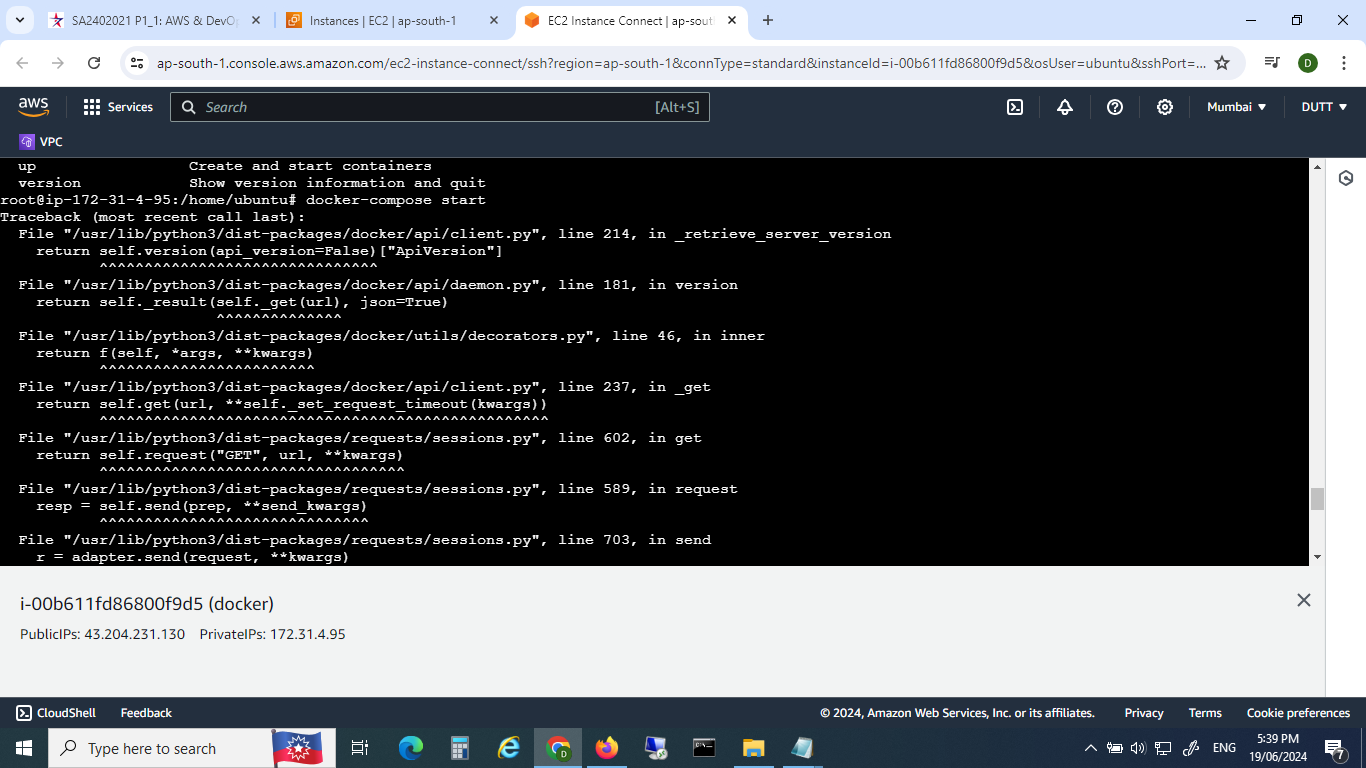 SA2402021 P1_1: AWS & DevO
Instances | EC2 | ap-south-1
EC2 Instance Connect | ap-sout
ap-south-1.console.aws.amazon.com/ec2-instance-connect/ssh?region=ap-south-1&connType=standard&instanceId=i-00b611fd86800f9d5&osUser=ubuntu&sshPort=...
D
aws
Services
Search
[Alt+S]
Mumbai
DUTT
VPC
up Create and start containers
version Show version information and quit
root@ip-172-31-4-95:/home/ubuntu# docker-compose start
Traceback (most recent call last):
File "/usr/lib/python3/dist-packages/docker/api/client.py", line 214, in _retrieve_server_version
return self.version(api_version=False)["ApiVersion"]
^^^^^^^^^^^^^^^^^^^^^^^^^^^^^^^
File "/usr/lib/python3/dist-packages/docker/api/daemon.py", line 181, in version
return self._result(self._get(url), json=True)
^^^^^^^^^^^^^^
File "/usr/lib/python3/dist-packages/docker/utils/decorators.py", line 46, in inner
return f(self, *args, **kwargs)
^^^^^^^^^^^^^^^^^^^^^^^^
File "/usr/lib/python3/dist-packages/docker/api/client.py", line 237, in _get
return self.get(url, **self._set_request_timeout(kwargs))
^^^^^^^^^^^^^^^^^^^^^^^^^^^^^^^^^^^^^^^^^^^^^^^^^^
File "/usr/lib/python3/dist-packages/requests/sessions.py", line 602, in get
return self.request("GET", url, **kwargs)
^^^^^^^^^^^^^^^^^^^^^^^^^^^^^^^^^^
File "/usr/lib/python3/dist-packages/requests/sessions.py", line 589, in request
resp = self.send(prep, **send_kwargs)
^^^^^^^^^^^^^^^^^^^^^^^^^^^^^^
File "/usr/lib/python3/dist-packages/requests/sessions.py", line 703, in send
r = adapter.send(request, **kwargs)
i-00b611fd86800f9d5 (docker)
PublicIPs: 43.204.231.130 PrivateIPs: 172.31.4.95
CloudShell
Feedback
© 2024, Amazon Web Services, Inc. or its affiliates.
Privacy
Terms
Cookie preferences
Type here to search
D
ENG
5:39 PM
19/06/2024
7